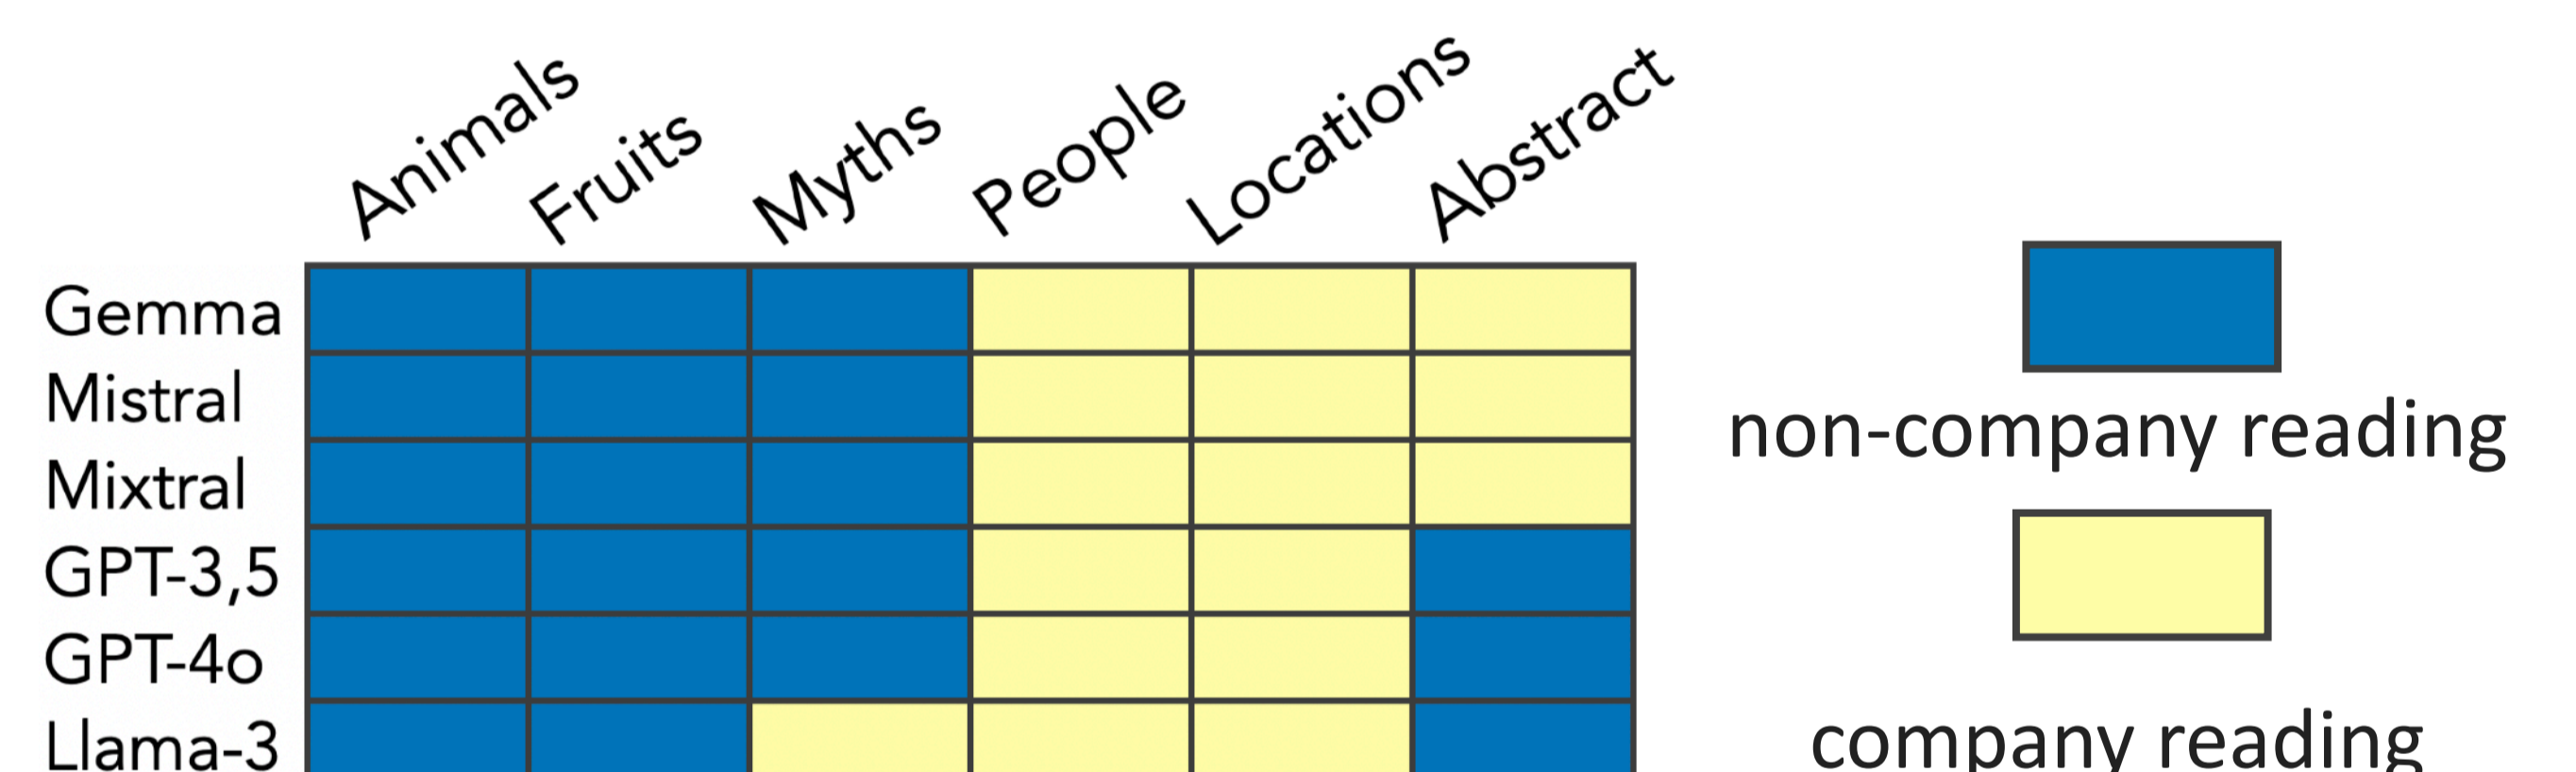 Animals
Fruits
Myths
People
Locations
Abstract
Gemma
Mistral
Mixtral
GPT-3,5
GPT-4o
Llama-3
non-company reading
company reading